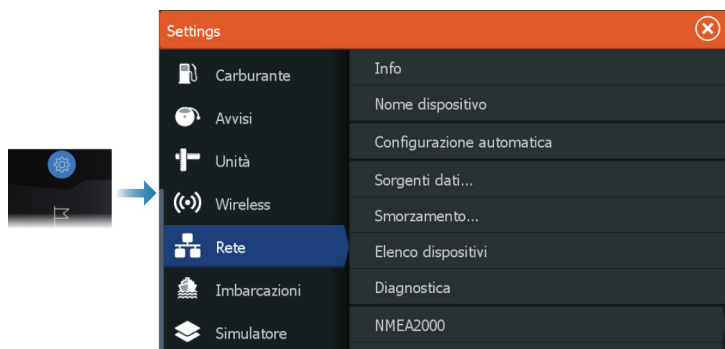 Settings
Carburante
Avvisi
Unità
Wireless
Rete
Imbarcazioni
Simulatore
Info
Nome dispositivo
Configurazione automatica
Sorgenti dati...
Smorzamento...
Elenco dispositivi
Diagnostica
NMEA2000